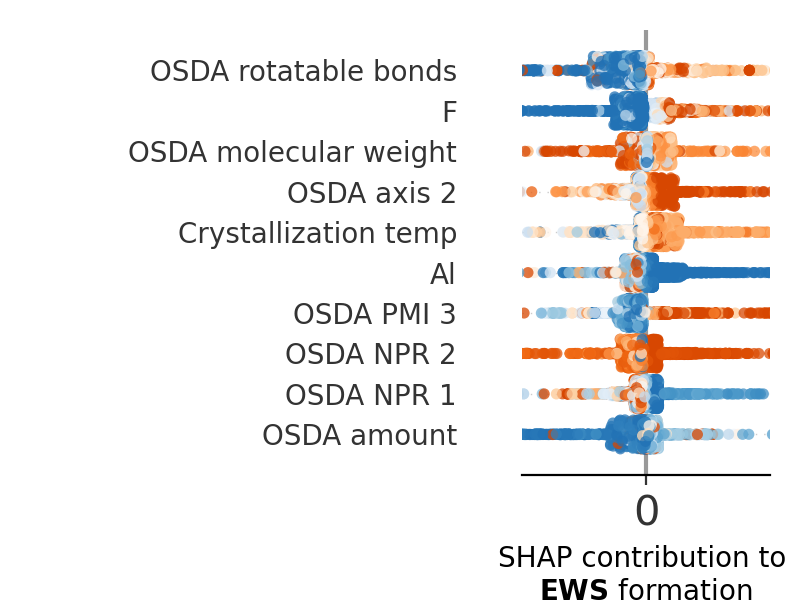 OSDA rotatable bonds
F
OSDA molecular weight
OSDA axis 2
Crystallization temp
Al
OSDA PMI 3
OSDA NPR 2
OSDA NPR 1
OSDA amount
0
SHAP contribution to
EWS formation